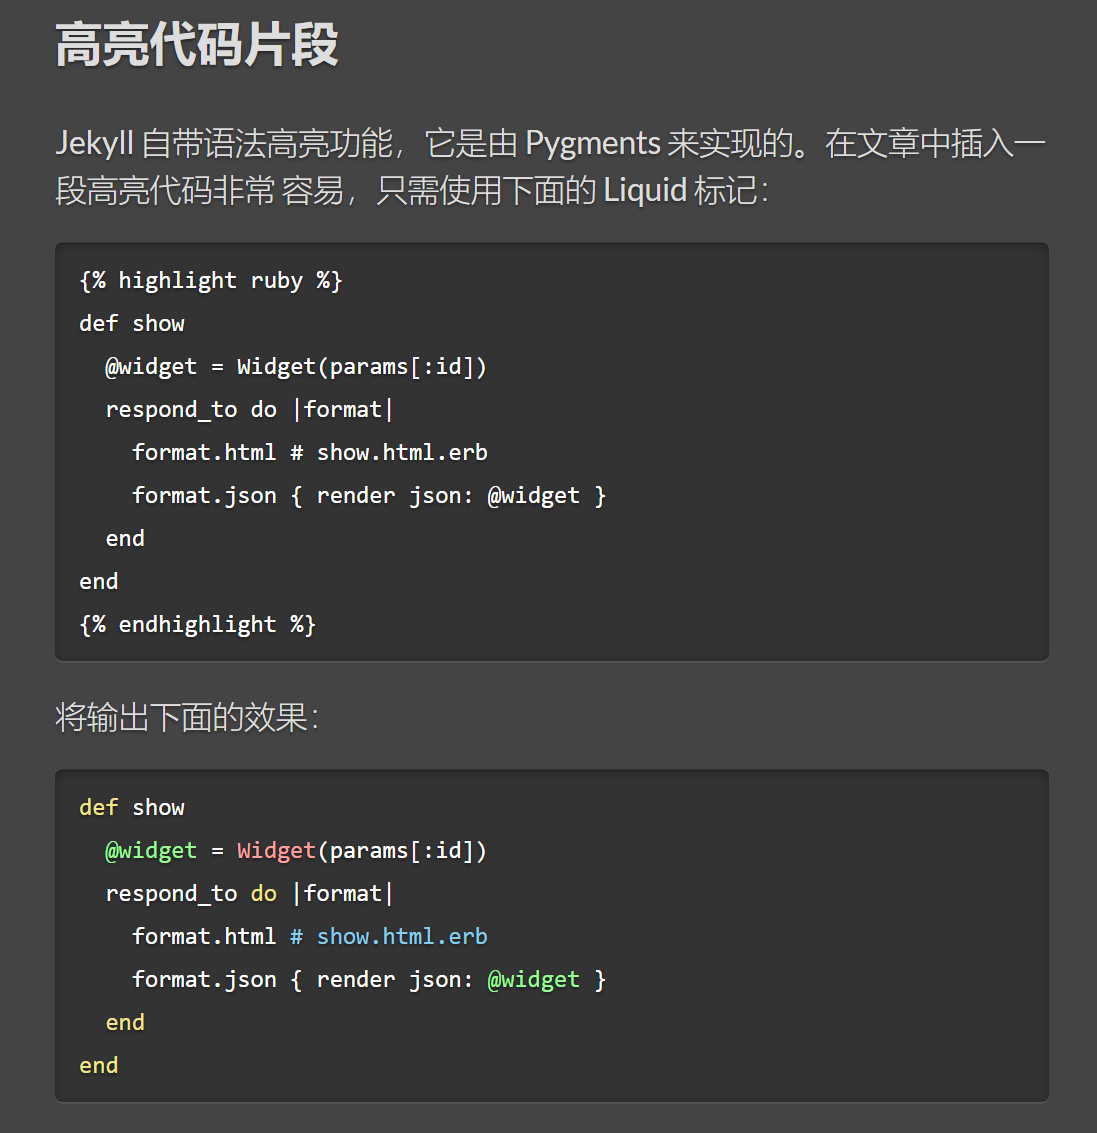 高亮代码片段
Jekyll 自带语法高亮功能，它是由 Pygments 来实现的。在文章中插入一
段高亮代码非常 容易，只需使用下面的 Liquid 标记：
{% highlight ruby %}
def show
  @widget = Widget(params[:id])
  respond_to do |format|
    format.html # show.html.erb
    format.json { render json: @widget }
  end
end
{% endhighlight %}
将输出下面的效果：
def show
  @widget = Widget(params[:id])
  respond_to do |format|
    format.html # show.html.erb
    format.json { render json: @widget }
  end
end